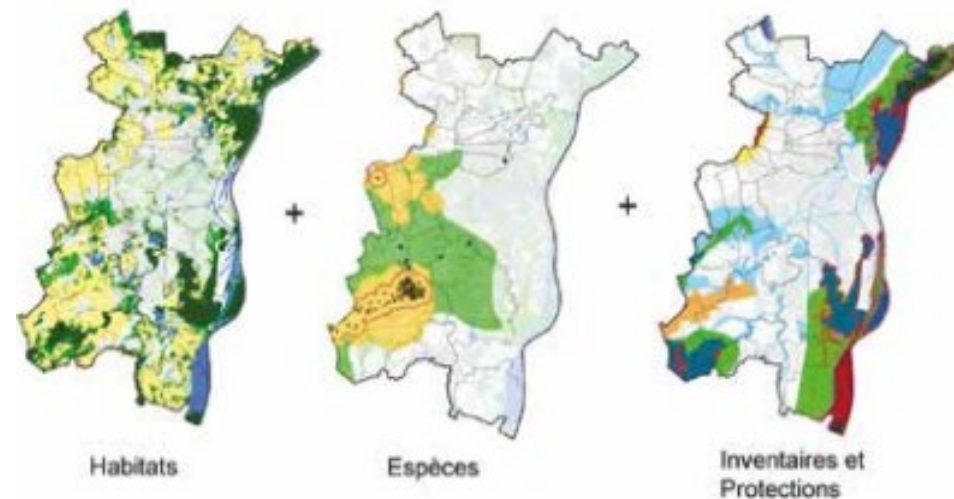 +
+
Habitats
Espèces
Inventaires et
Protections